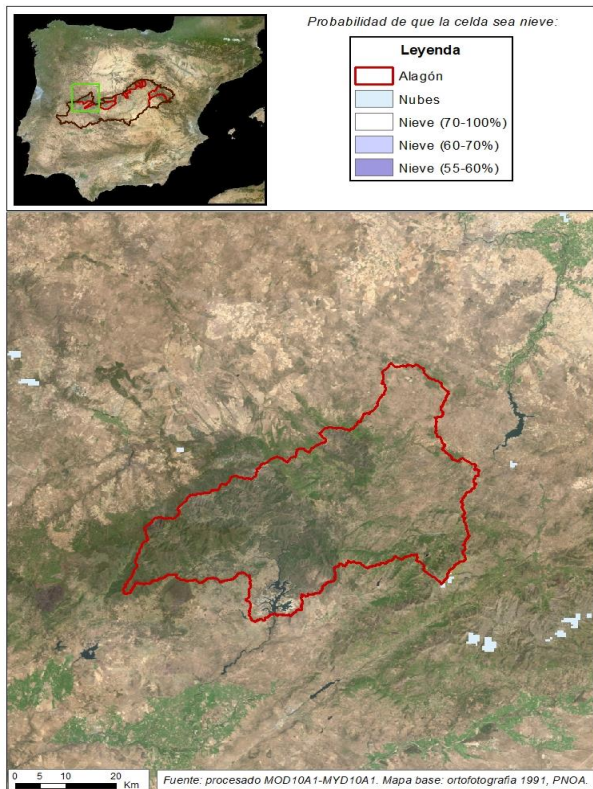 Probabilidad de que la celda sea nieve:
Leyenda
Alagón
Nubes
Nieve (70-100%)
Nieve (60-70%)
Nieve (55-60%)
0 5 10 20
Km
Fuente: procesado MOD10A1-MYD10A1. Mapa base: ortofotografia 1991, PNOA.